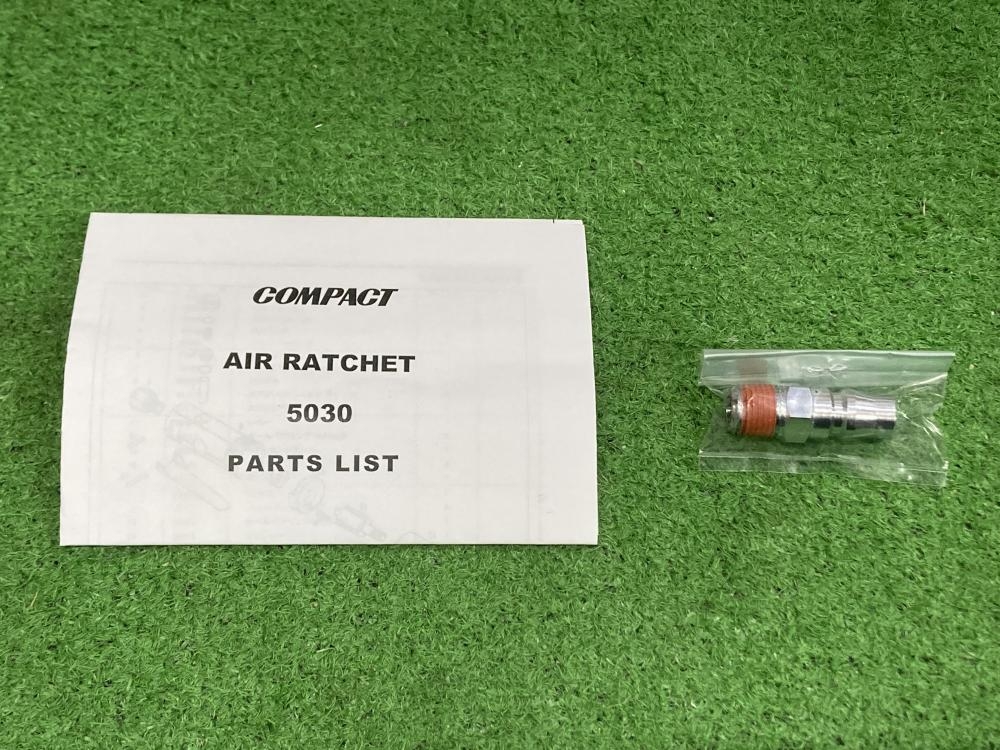 COMPACT
AIR RATCHET
5030
PARTS LIST